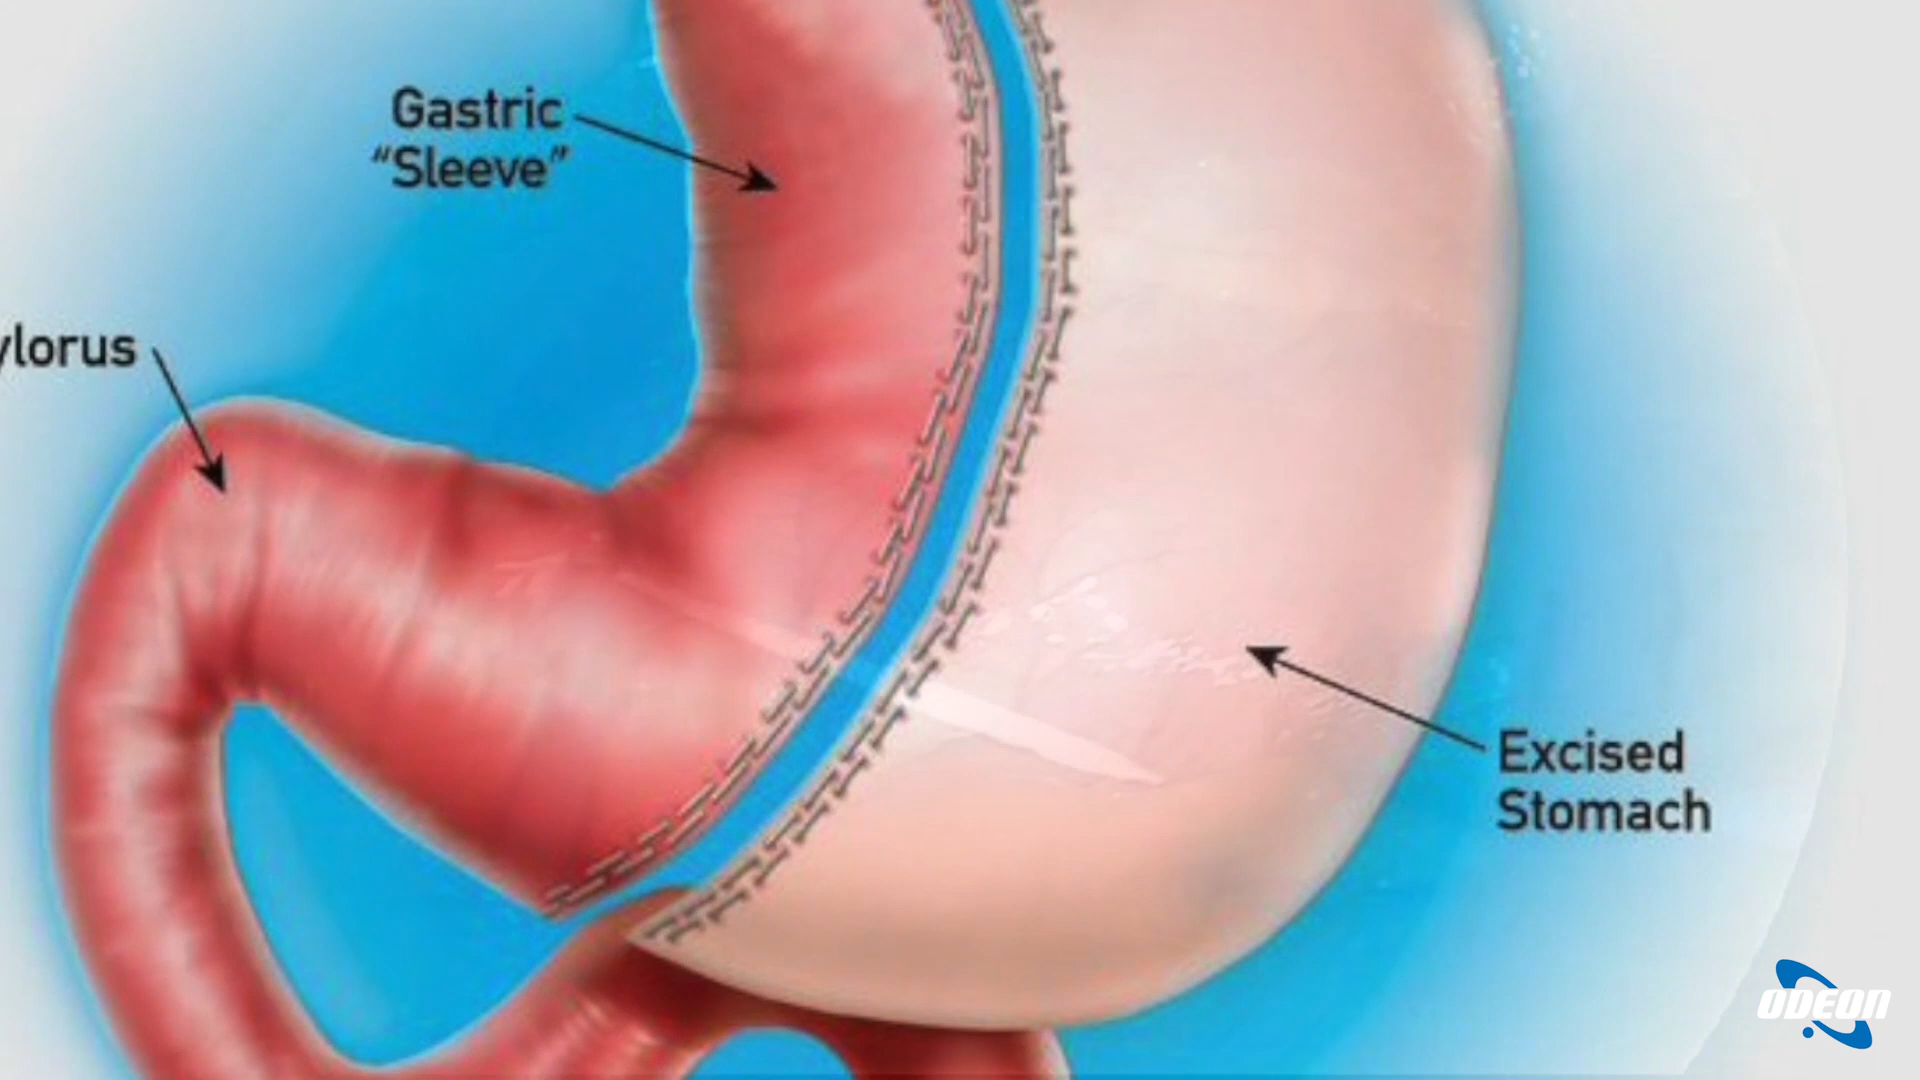 Gastric
“Sleeve”
ylorus
Excised
Stomach
ODEON